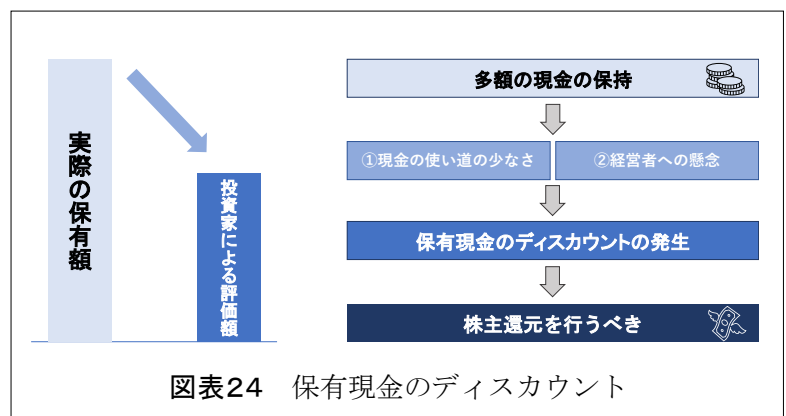 実際の保有額
投資家による評価額
多額の現金の保持
①現金の使い道の少なさ
②経営者への懸念
保有現金のディスカウントの発生
株主還元を行うべき
図表24 保有現金のディスカウント